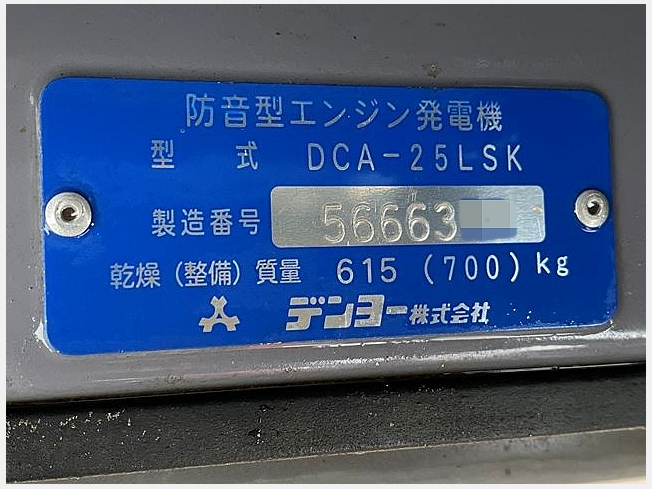 防音型エンジン発電機
型式 DCA-25LSK
製造番号 56663
乾燥(整備)質量 615(700)kg
デンヨー株式会社